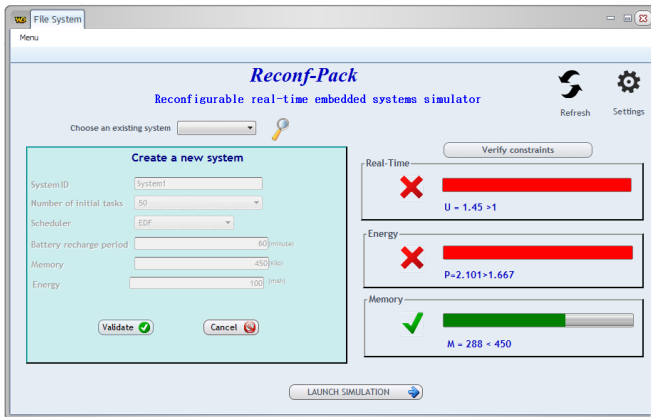 File System
Menu
Reconf-Pack
Reconfigurable real-time embedded systems simulator
Refresh
Settings
Choose an existing system
Create a new system
System ID System1
Number of initial tasks 50
Scheduler EDF
Battery recharge period 60 (minute)
Memory 450 (Kilo)
Energy 100 (mah)
Validate Cancel
Verify constraints
Real-Time
U = 1.45 >1
Energy
P=2.101>1.667
Memory
M = 288 < 450
LAUNCH SIMULATION